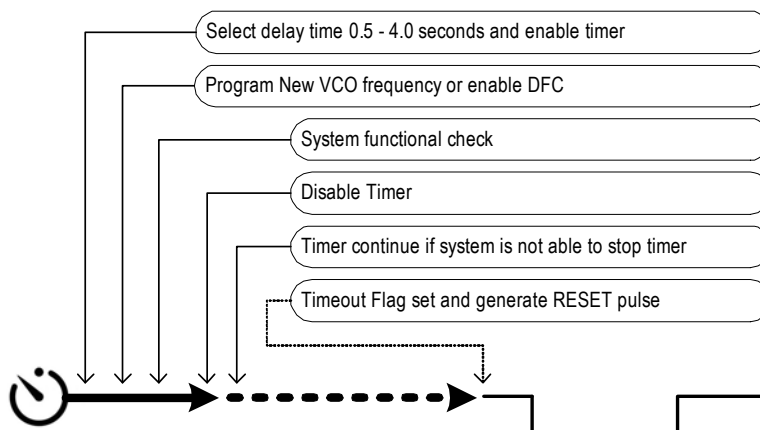 Select delay time 0.5 - 4.0 seconds and enable timer
Program New VCO frequency or enable DFC
System functional check
Disable Timer
Timer continue if system is not able to stop timer
Timeout Flag set and generate RESET pulse